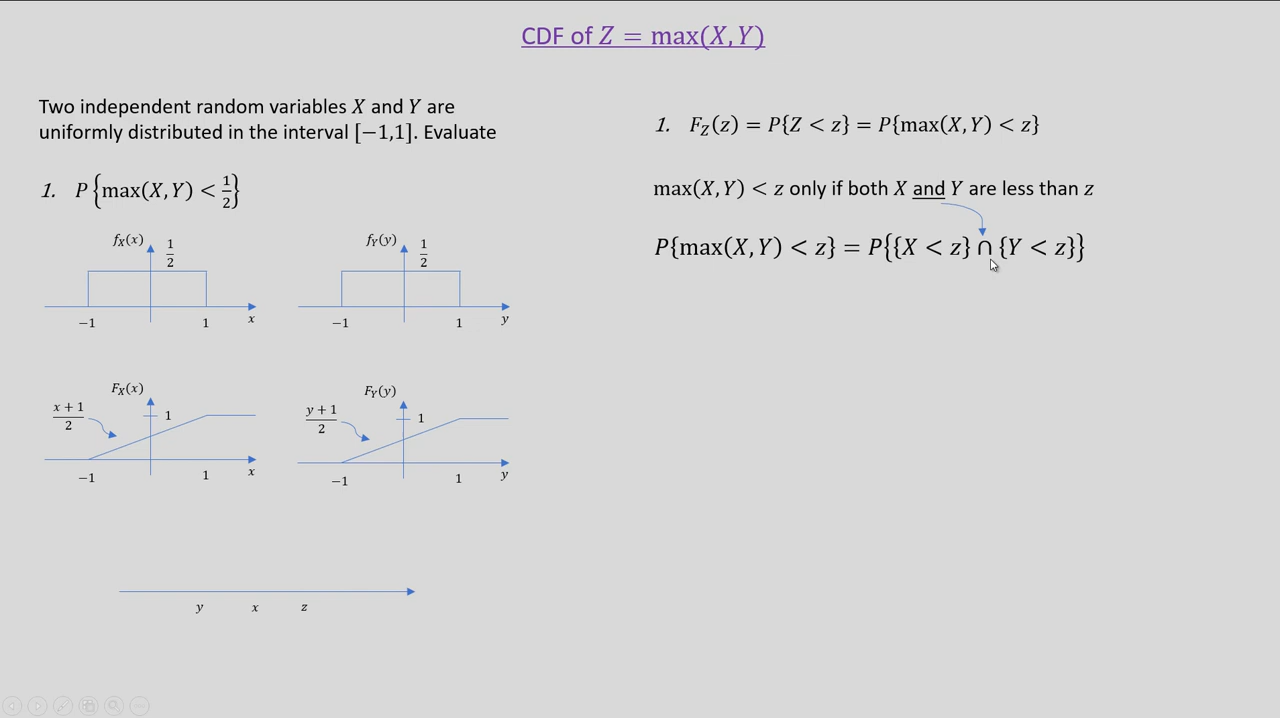 CDF of Z = max(X, Y)
Two independent random variables X and Y are
uniformly distributed in the interval [−1,1]. Evaluate
1. P{max(X, Y) < 1/2}
f_X(x) 1/2
−1 1 x
f_Y(y) 1/2
−1 1 y
F_X(x)
x + 1
2
1
−1 1 x
F_Y(y)
y + 1
2
1
−1 1 y
y x z
1. F_Z(z) = P{Z < z} = P{max(X, Y) < z}
max(X, Y) < z only if both X and Y are less than z
P{max(X, Y) < z} = P{{X < z} ∩ {Y < z}}